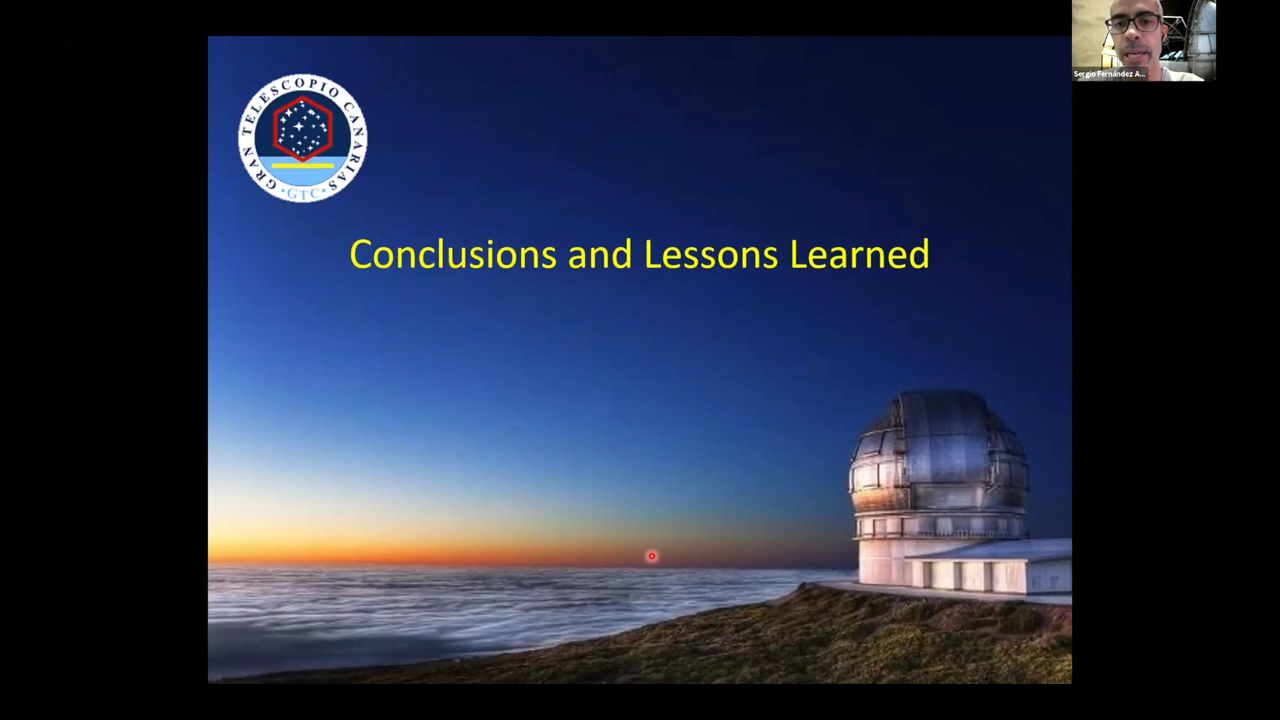 GRAN TELESCOPIO CANARIAS
·GTC·
Conclusions and Lessons Learned
Sergio Fernández A...